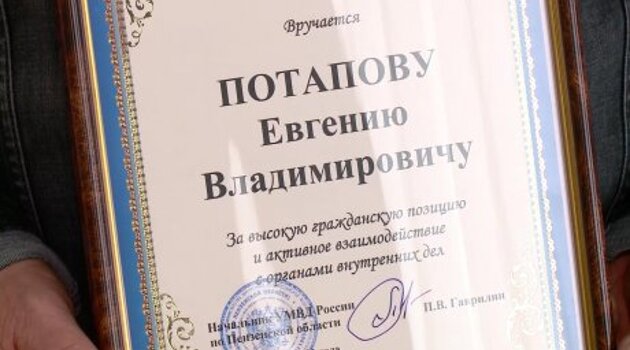 Вручается
ПОТАПОВУ
Евгению
Владимировичу
За высокую гражданскую позицию
и активное взаимодействие
с органами внутренних дел
Начальник УМВД России
по Пензенской области
П.В. Гаврилин